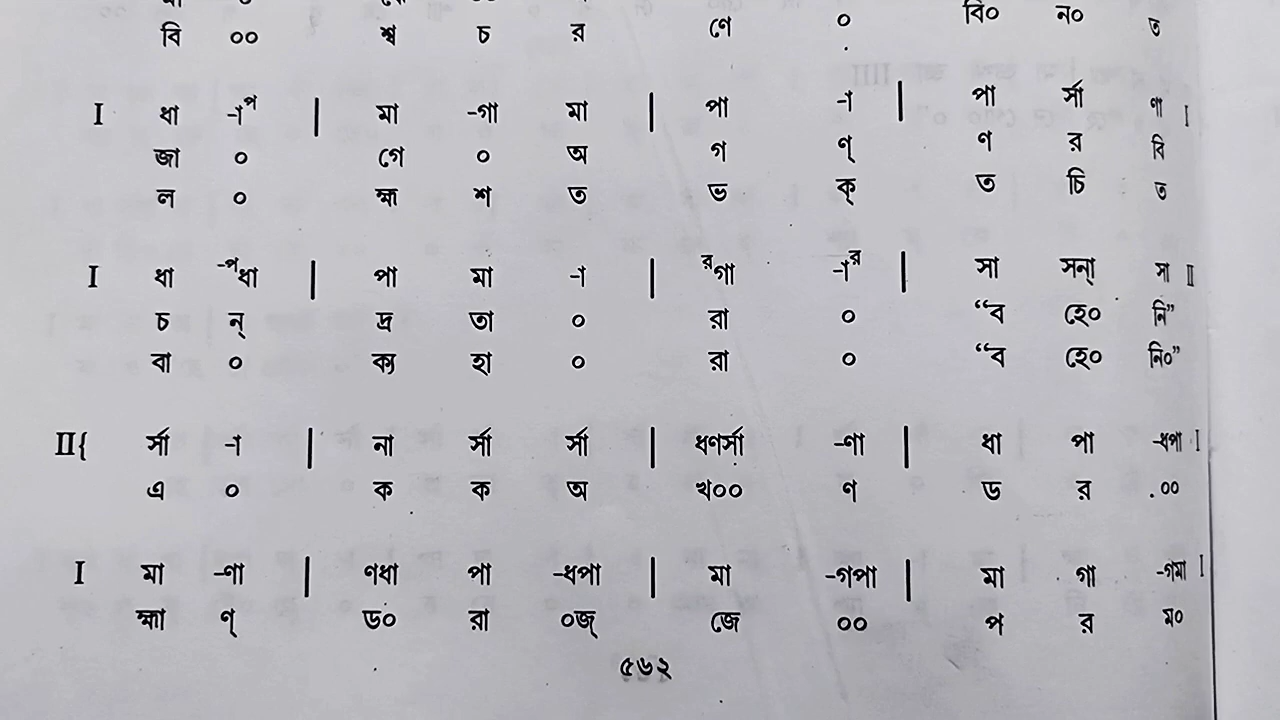 বি ০০ শ্ব চ র ণে ০ বি০ ন০ ত
I ধা -াপ | মা -গা মা | পা -া | পা র্সা ণা I
জা ০ গে ০ অ গ ণ্ ণ র বি
ল ০ হ্ম শ ত ভ ক্ ত চি ত
I ধা -পধা | পা মা -া | রগা -ার | সা সন্া সা II
চ ন্ দ্র তা ০ রা ০ “ব হে০ নি”
বা ০ ক্য হা ০ রা ০ “ব হে০ নি০”
II{ র্সা -া | না র্সা র্সা | ধণর্সা -ণা | ধা পা -ধপা I
এ ০ ক ক অ খ০০ ণ ড র ০০
I মা -ণা | ণধা পা -ধপা | মা -গপা | মা গা -গমা I
হ্মা ণ্ ড০ রা ০জ্ জে ০০ প র ম০
৫৬২